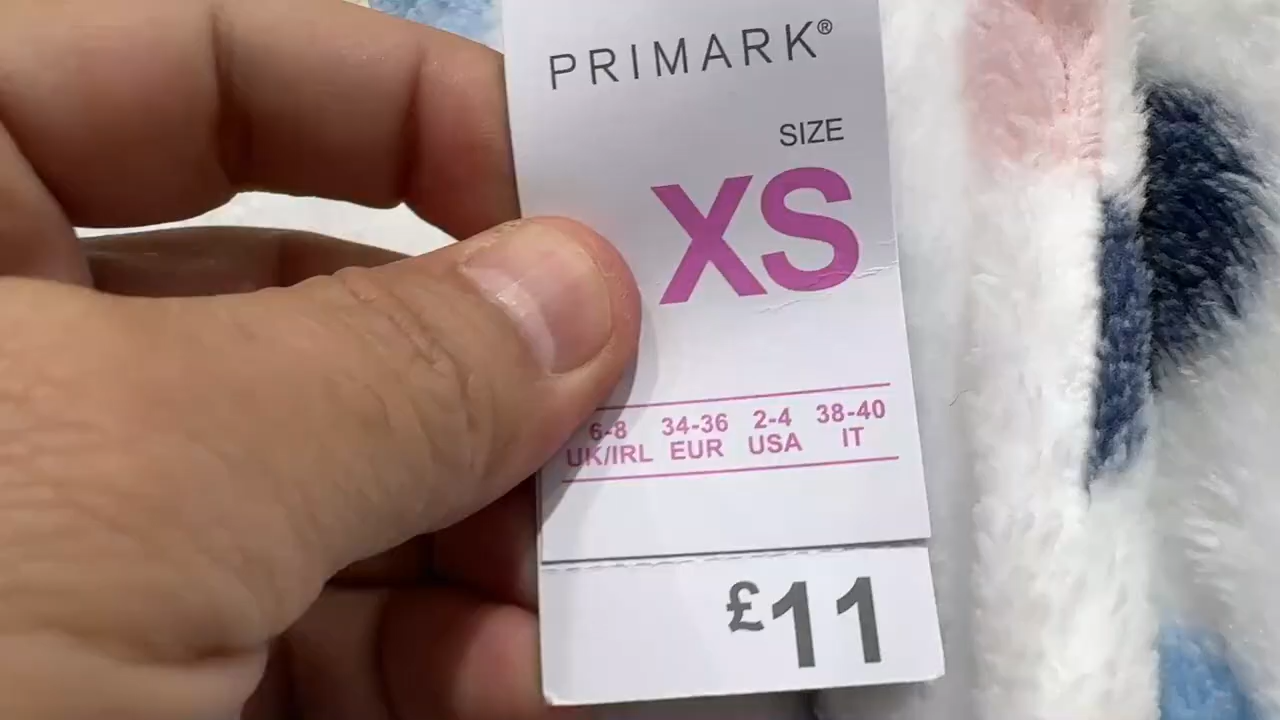 PRIMARK®
SIZE
XS
6-8 34-36 2-4 38-40
UK/IRL EUR USA IT
£11